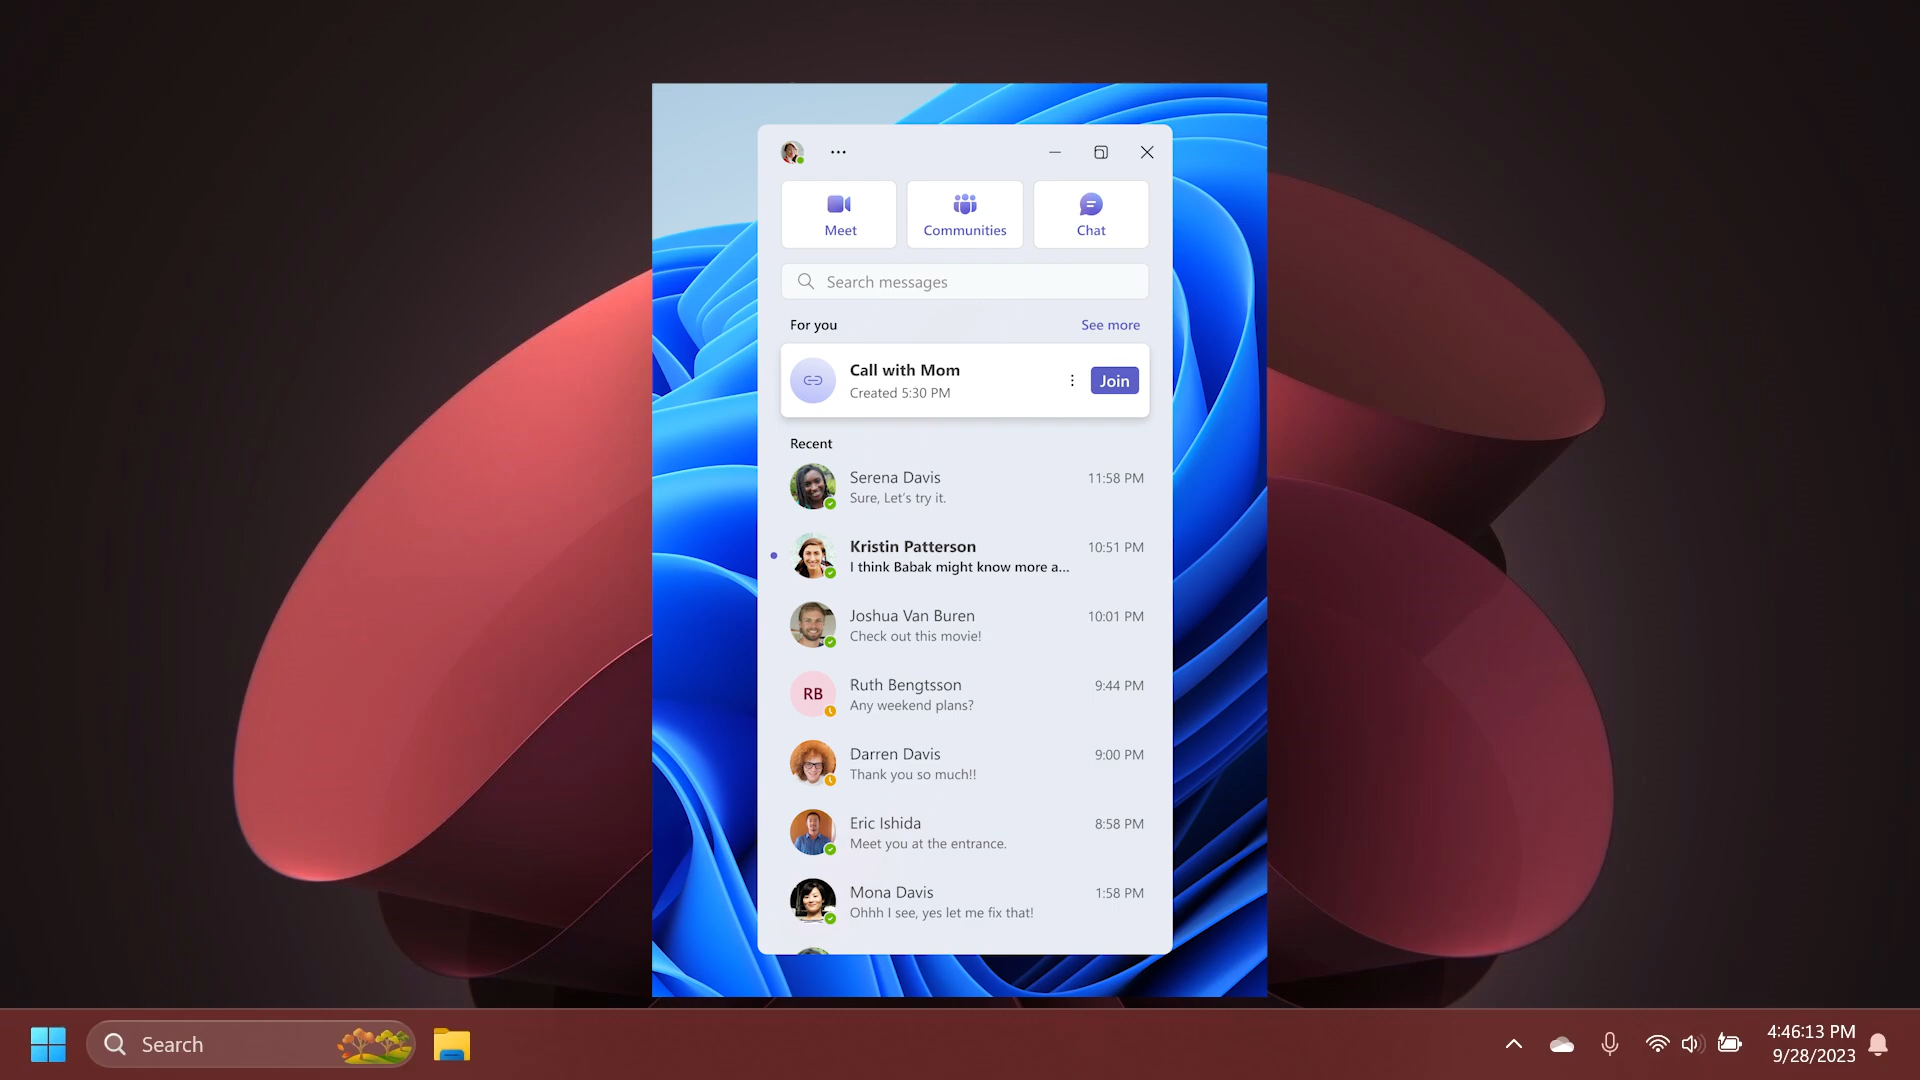 Meet
Communities
Chat
Search messages
For you
See more
Call with Mom
Created 5:30 PM
Join
Recent
Serena Davis
11:58 PM
Sure, Let’s try it.
Kristin Patterson
10:51 PM
I think Babak might know more a...
Joshua Van Buren
10:01 PM
Check out this movie!
RB
Ruth Bengtsson
9:44 PM
Any weekend plans?
Darren Davis
9:00 PM
Thank you so much!!
Eric Ishida
8:58 PM
Meet you at the entrance.
Mona Davis
1:58 PM
Ohhh I see, yes let me fix that!
Search
4:46:13 PM
9/28/2023